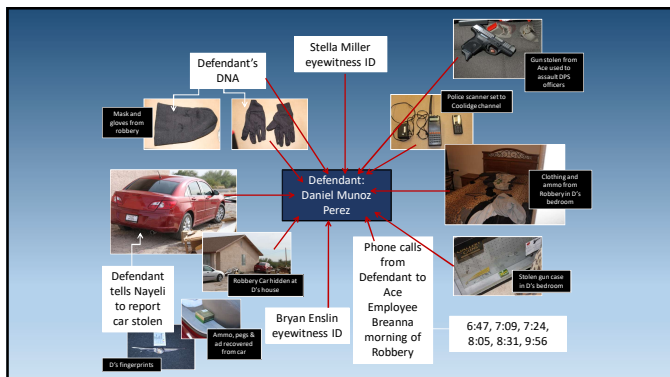 Defendant's
DNA
Stella Miller
eyewitness ID
Gun stolen from
Ace used to
assault DPS
officers
Mask and
gloves from
robbery
Police scanner set to
Coolidge channel
Defendant:
Daniel Munoz
Perez
Clothing and
ammo from
Robbery in D's
bedroom
Defendant
tells Nayeli
to report
car stolen
Robbery Car hidden at
D's house
Bryan Enslin
eyewitness ID
Phone calls
from
Defendant to
Ace
Employee
Breanna
morning of
Robbery
Stolen gun case
in D's bedroom
6:47, 7:09, 7:24,
8:05, 8:31, 9:56
Ammo, pegs &
ad recovered
from car
D's fingerprints